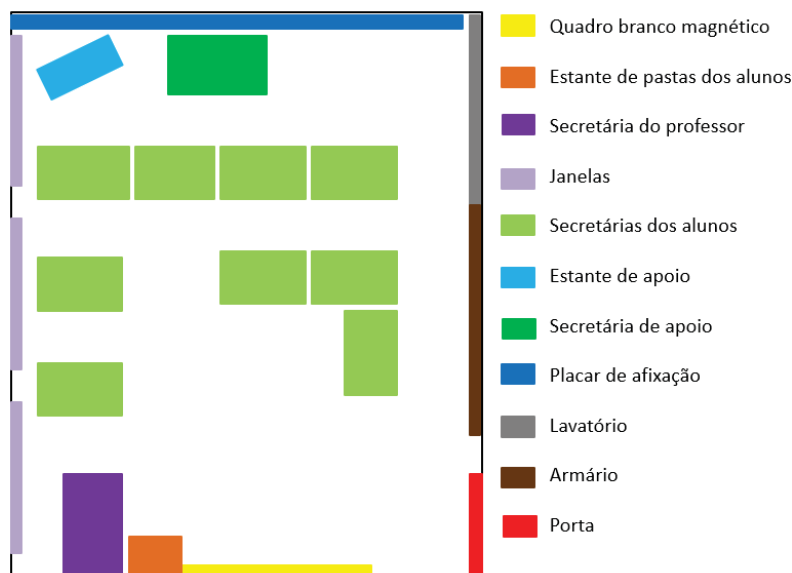 Quadro branco magnético
Estante de pastas dos alunos
Secretária do professor
Janelas
Secretárias dos alunos
Estante de apoio
Secretária de apoio
Placar de afixação
Lavatório
Armário
Porta